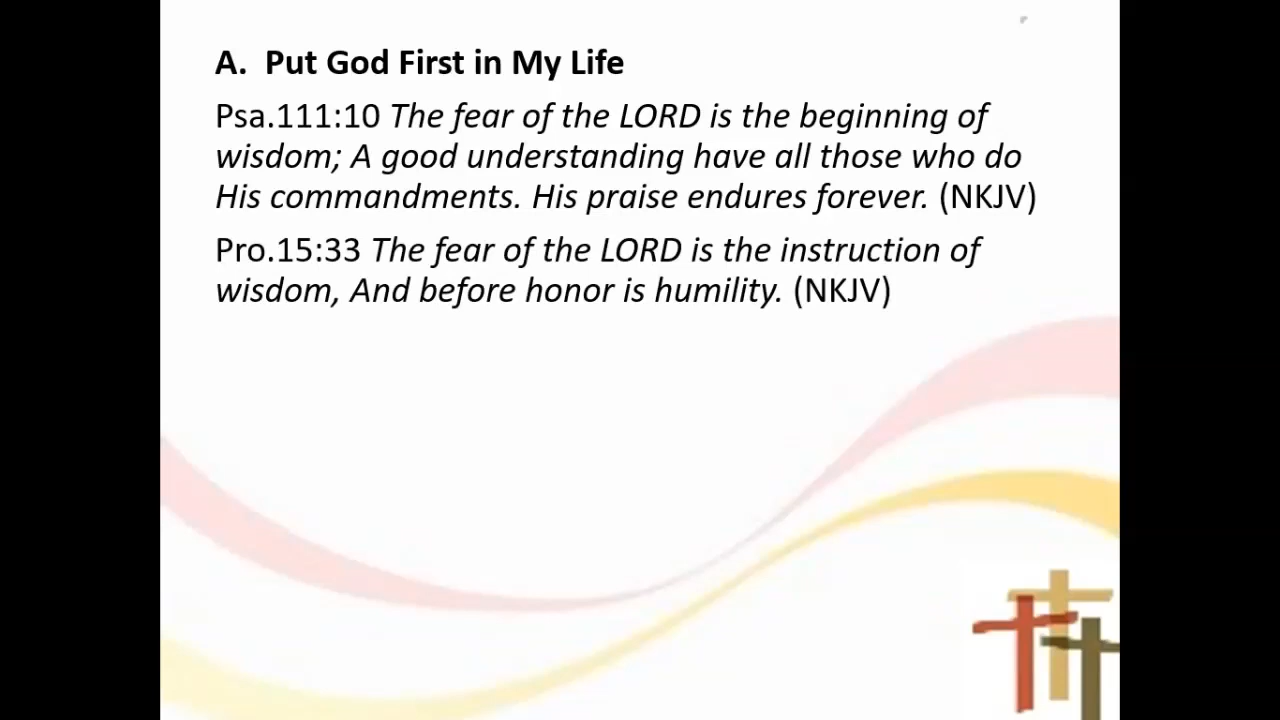 A.  Put God First in My Life
Psa.111:10 The fear of the LORD is the beginning of
wisdom; A good understanding have all those who do
His commandments. His praise endures forever. (NKJV)
Pro.15:33 The fear of the LORD is the instruction of
wisdom, And before honor is humility. (NKJV)